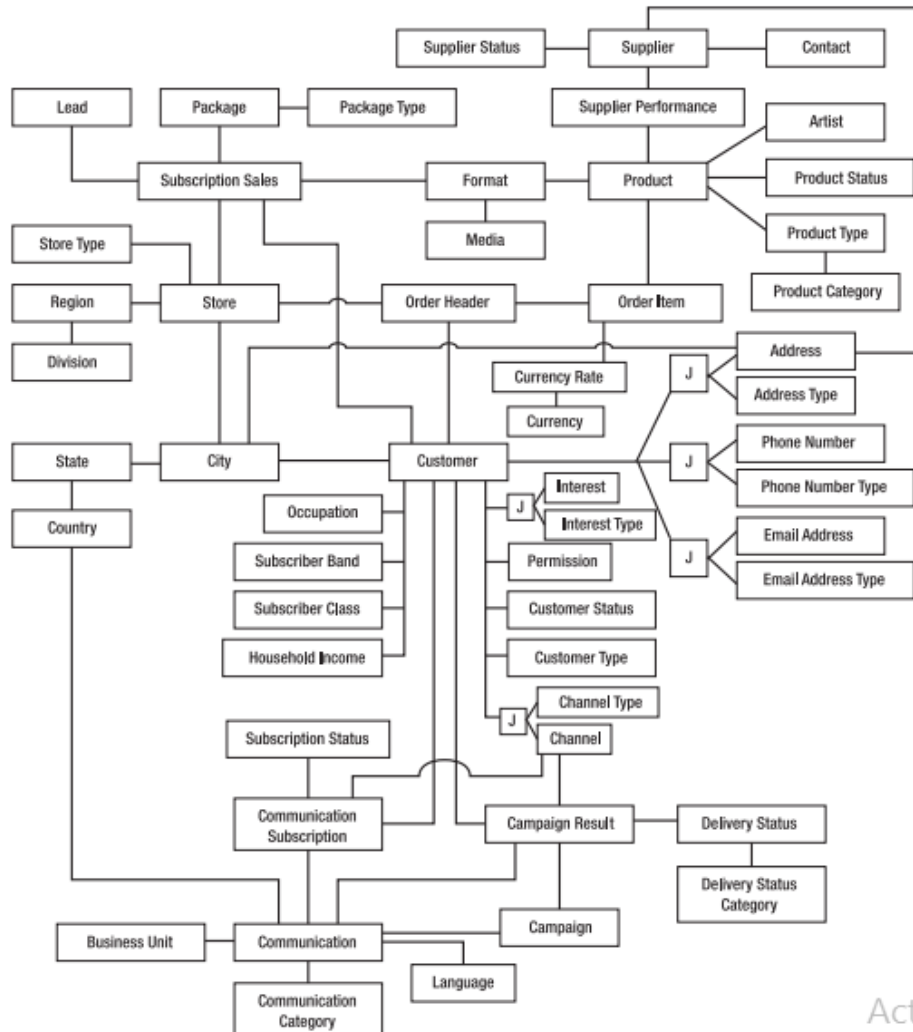 Supplier Status
Supplier
Contact
Lead
Package
Package Type
Supplier Performance
Artist
Subscription Sales
Format
Product
Product Status
Store Type
Media
Product Type
Region
Store
Order Header
Order Item
Product Category
Division
Currency Rate
J
Address
Address Type
Currency
State
City
Customer
J
Phone Number
Phone Number Type
Country
Occupation
J
Interest
Interest Type
Email Address
J
Subscriber Band
Permission
Email Address Type
Subscriber Class
Customer Status
Household Income
Customer Type
Channel Type
J
Subscription Status
Channel
Communication
Subscription
Campaign Result
Delivery Status
Delivery Status
Category
Business Unit
Communication
Campaign
Language
Communication
Category
Act